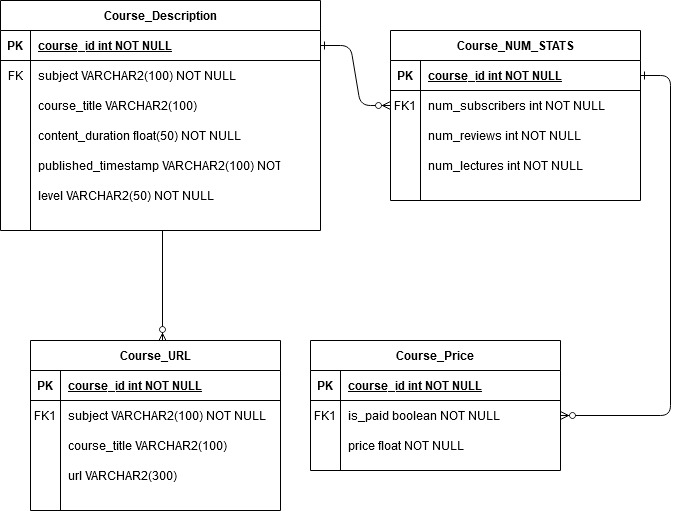 Course_Description
PK course_id int NOT NULL
FK subject VARCHAR2(100) NOT NULL
course_title VARCHAR2(100)
content_duration float(50) NOT NULL
published_timestamp VARCHAR2(100) NOT
level VARCHAR2(50) NOT NULL
Course_NUM_STATS
PK course_id int NOT NULL
FK1 num_subscribers int NOT NULL
num_reviews int NOT NULL
num_lectures int NOT NULL
Course_URL
PK course_id int NOT NULL
FK1 subject VARCHAR2(100) NOT NULL
course_title VARCHAR2(100)
url VARCHAR2(300)
Course_Price
PK course_id int NOT NULL
FK1 is_paid boolean NOT NULL
price float NOT NULL